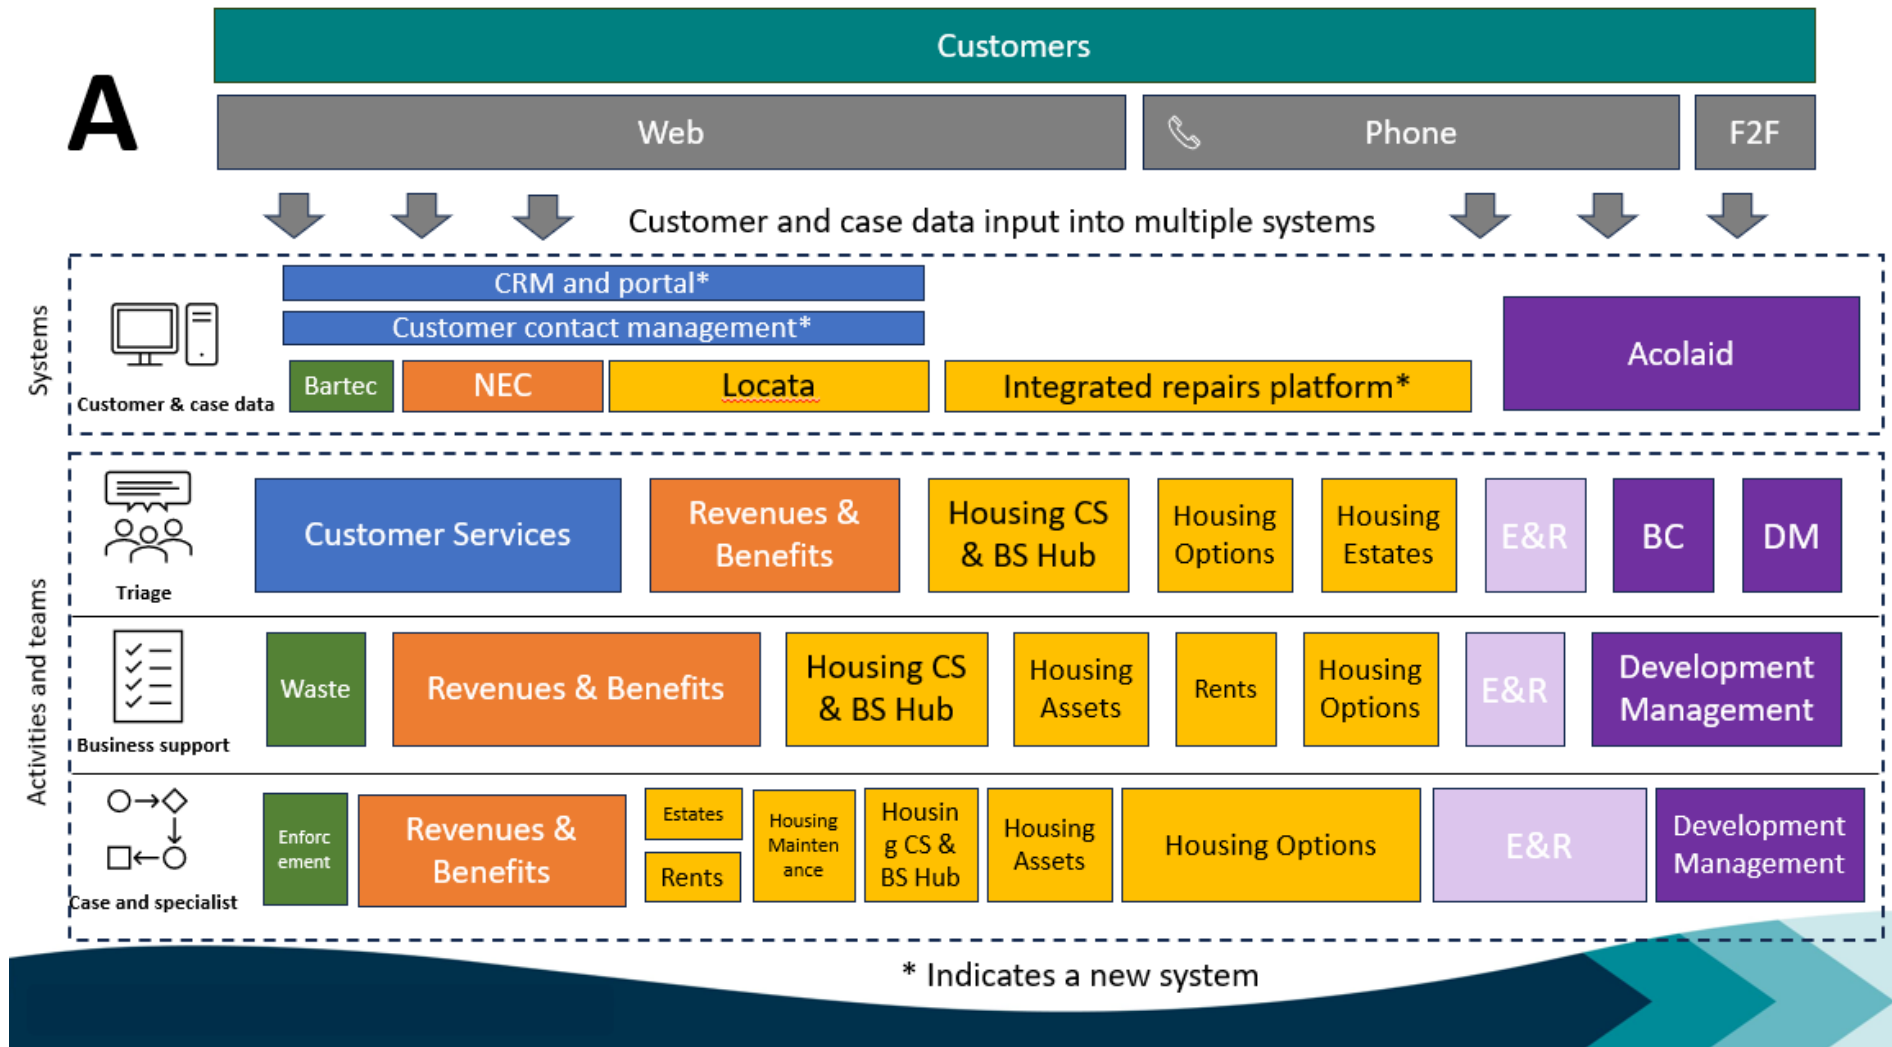 A
Customers
Web
Phone
F2F
Customer and case data input into multiple systems
Systems
Customer & case data
CRM and portal*
Customer contact management*
Bartec
NEC
Locata
Integrated repairs platform*
Acolaid
Activities and teams
Triage
Customer Services
Revenues &
Benefits
Housing CS
& BS Hub
Housing
Options
Housing
Estates
E&R
BC
DM
Business support
Waste
Revenues & Benefits
Housing CS
& BS Hub
Housing
Assets
Rents
Housing
Options
E&R
Development
Management
Case and specialist
Enforc
ement
Revenues &
Benefits
Estates
Rents
Housing
Mainten
ance
Housin
g CS &
BS Hub
Housing
Assets
Housing Options
E&R
Development
Management
* Indicates a new system